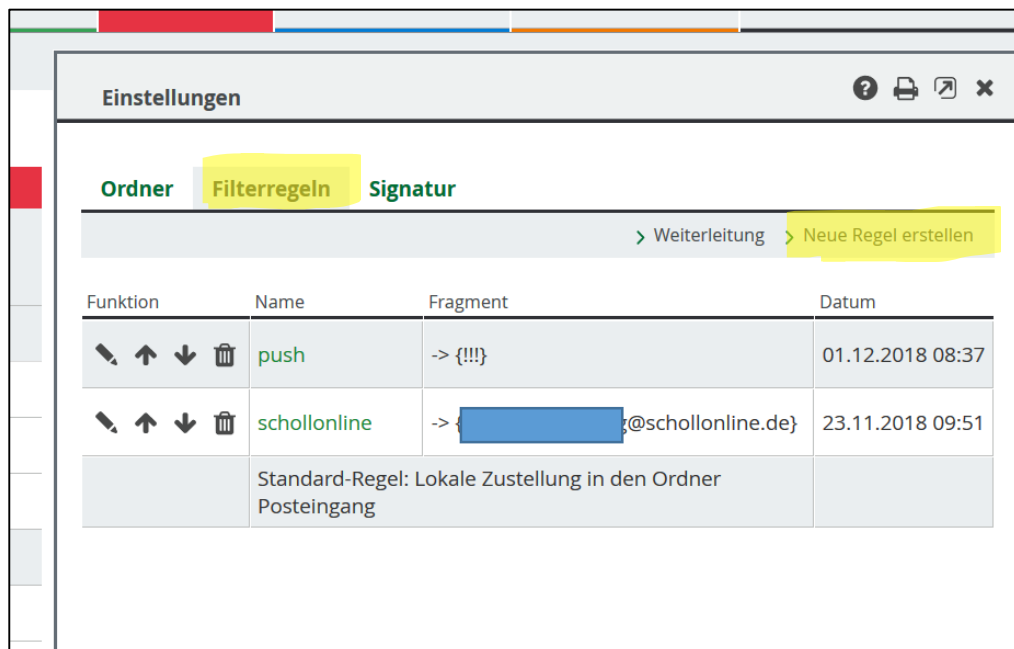 Einstellungen
Ordner Filterregeln Signatur
Weiterleitung Neue Regel erstellen
Funktion Name Fragment Datum
push -> {!!!} 01.12.2018 08:37
schollonline -> { @schollonline.de} 23.11.2018 09:51
Standard-Regel: Lokale Zustellung in den Ordner
Posteingang